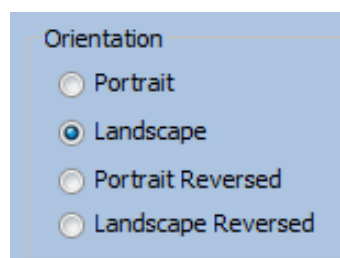 Orientation
Portrait
Landscape
Portrait Reversed
Landscape Reversed